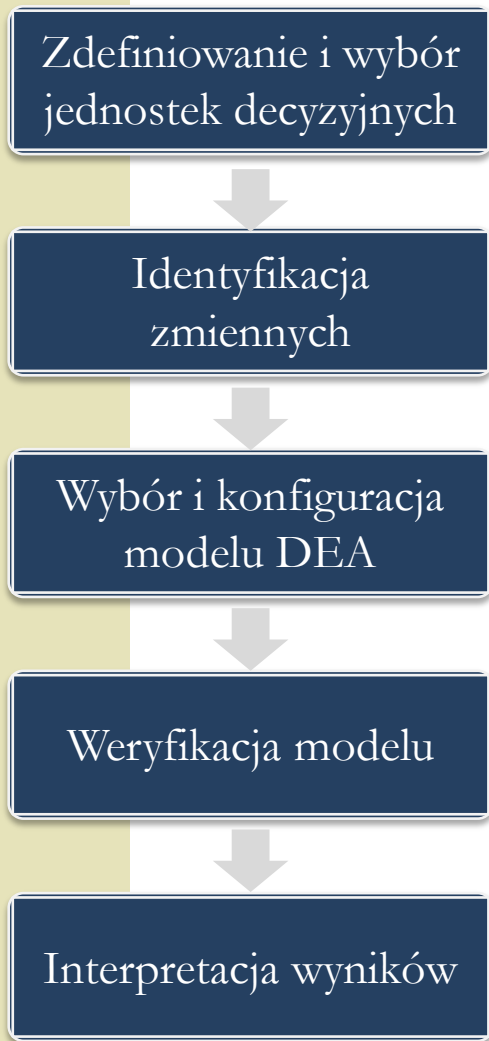 Zdefiniowanie i wybór
jednostek decyzyjnych
Identyfikacja
zmiennych
Wybór i konfiguracja
modelu DEA
Weryfikacja modelu
Interpretacja wyników